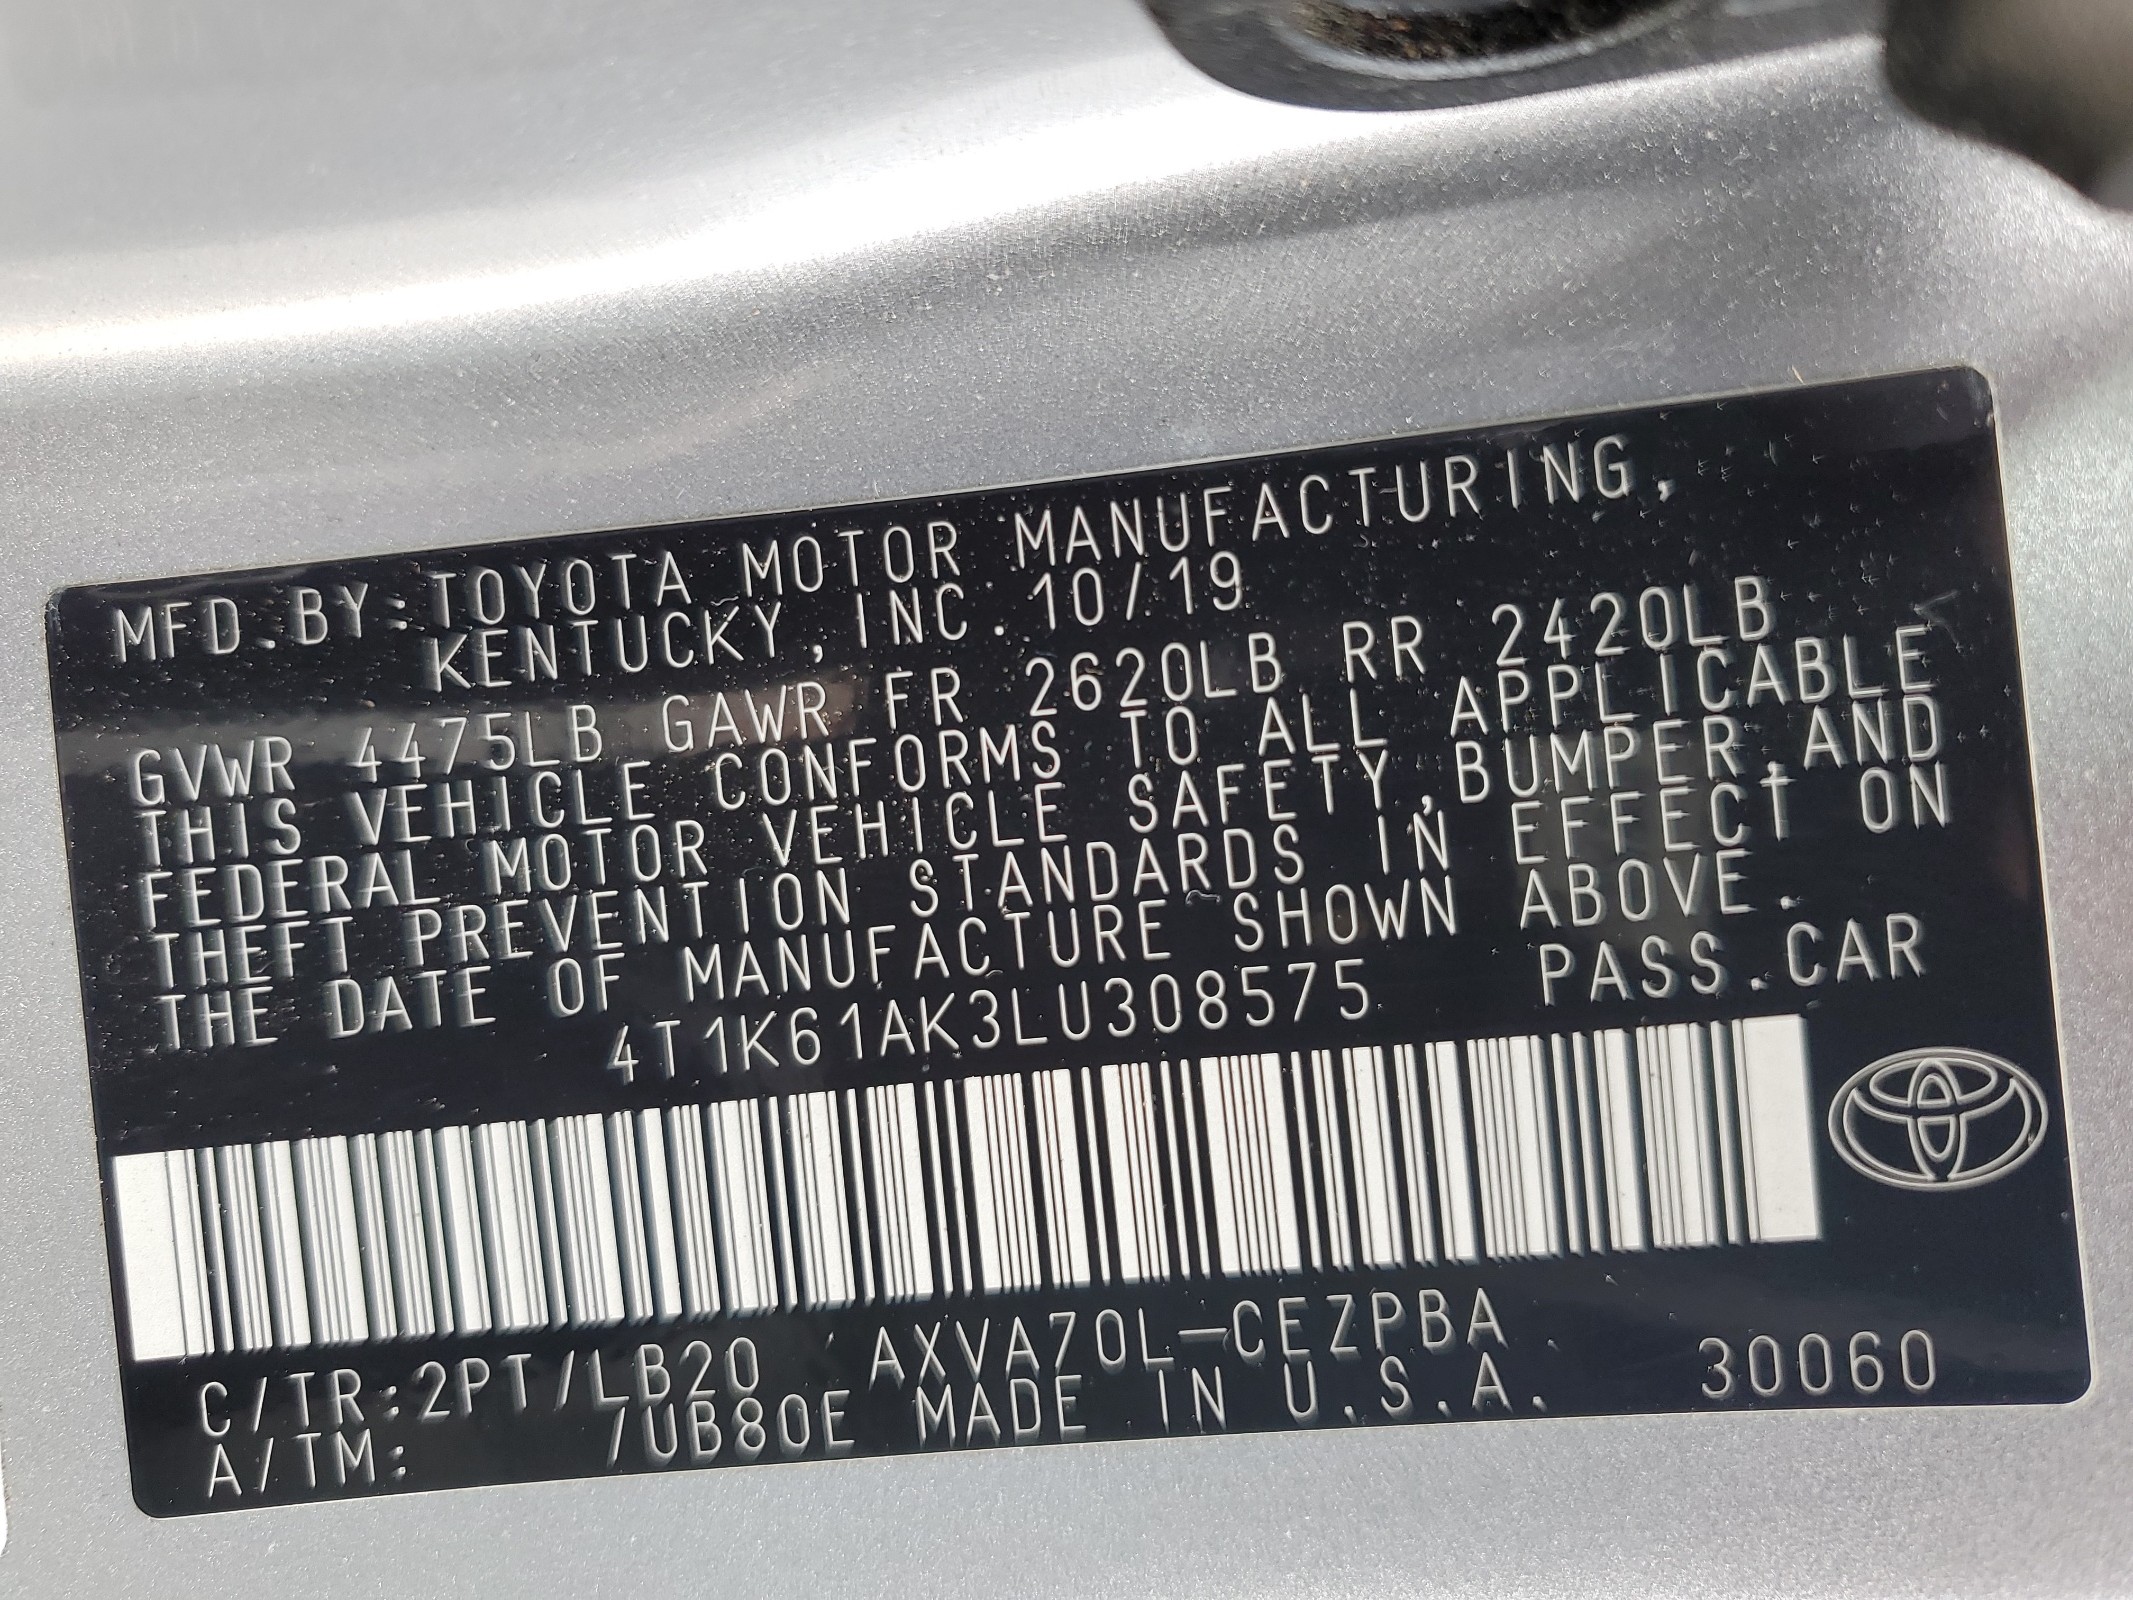 MFD.BY:TOYOTA MOTOR MANUFACTURING,
KENTUCKY, INC. 10/19
GVWR 4475LB GAWR FR 2620LB RR 2420LB
THIS VEHICLE CONFORMS TO ALL APPLICABLE
FEDERAL MOTOR VEHICLE SAFETY,BUMPER,AND
THEFT PREVENTION STANDARDS IN EFFECT ON
THE DATE OF MANUFACTURE SHOWN ABOVE.
4T1K61AK3LU308575 PASS.CAR
C/TR:2PT/LB20 AXVA70L-CEZPBA
A/TM: /UB80E MADE IN U.S.A. 30060